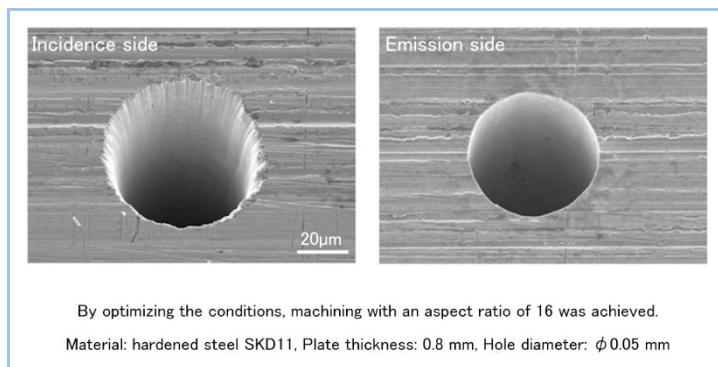 Incidence side
Emission side
20μm
By optimizing the conditions, machining with an aspect ratio of 16 was achieved.
Material: hardened steel SKD11, Plate thickness: 0.8 mm, Hole diameter: φ0.05 mm